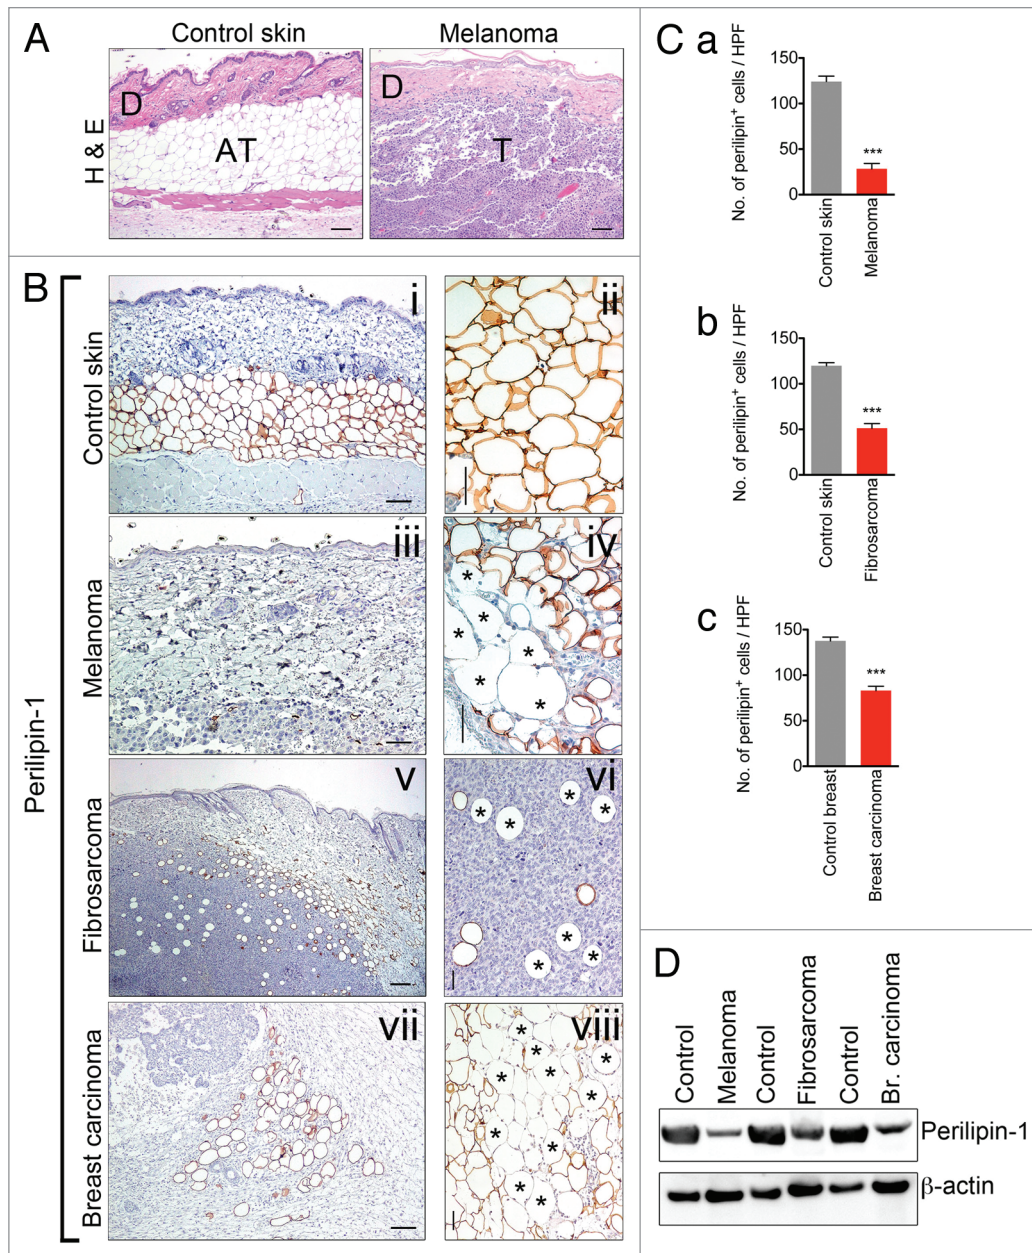 A
Control skin
Melanoma
H & E
D
AT
D
T
B
Perilipin-1
Control skin
i
ii
Melanoma
iii
iv
* * * * * *
Fibrosarcoma
v
vi
* * * * * * *
Breast carcinoma
vii
viii
* * * * * * * * * * * *
C a
No. of perilipin+ cells / HPF
150
100
50
0
***
Control skin
Melanoma
b
No. of perilipin+ cells / HPF
150
100
50
0
***
Control skin
Fibrosarcoma
c
No. of perilipin+ cells / HPF
150
100
50
0
***
Control breast
Breast carcinoma
D
Control
Melanoma
Control
Fibrosarcoma
Control
Br. carcinoma
Perilipin-1
β-actin